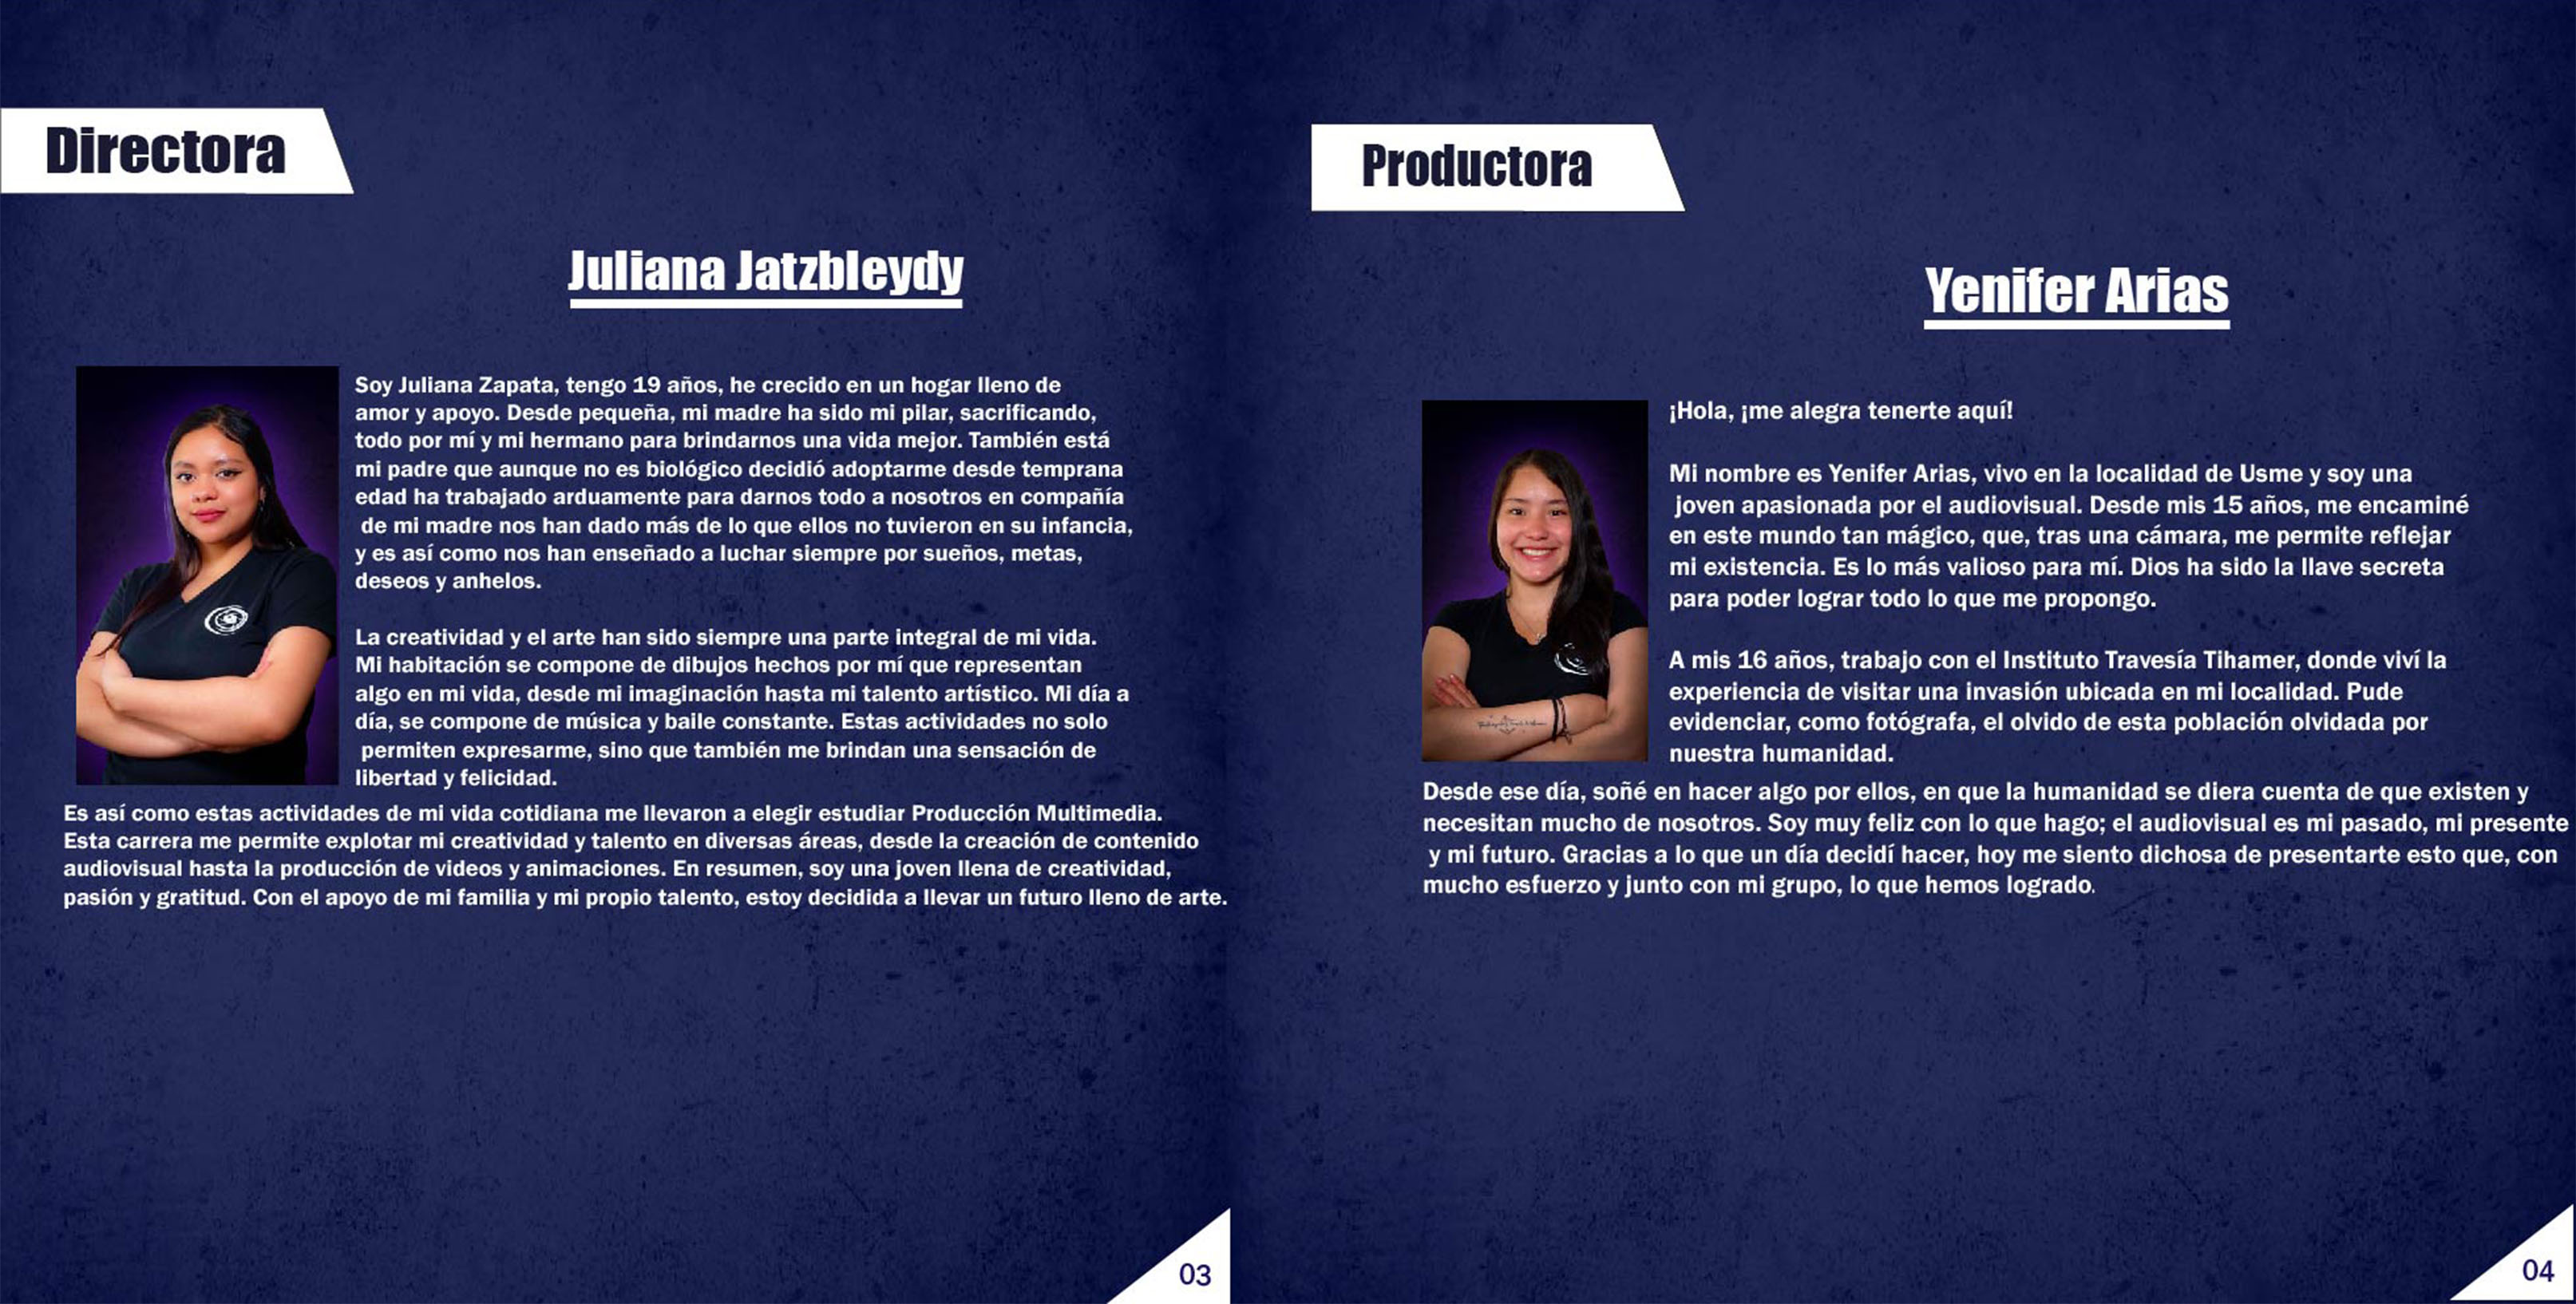 Directora
Juliana Jatzbleydy
Soy Juliana Zapata, tengo 19 años, he crecido en un hogar lleno de
amor y apoyo. Desde pequeña, mi madre ha sido mi pilar, sacrificando,
todo por mí y mi hermano para brindarnos una vida mejor. También está
mi padre que aunque no es biológico decidió adoptarme desde temprana
edad ha trabajado arduamente para darnos todo a nosotros en compañía
de mi madre nos han dado más de lo que ellos no tuvieron en su infancia,
y es así como nos han enseñado a luchar siempre por sueños, metas,
deseos y anhelos.
La creatividad y el arte han sido siempre una parte integral de mi vida.
Mi habitación se compone de dibujos hechos por mí que representan
algo en mi vida, desde mi imaginación hasta mi talento artístico. Mi día a
día, se compone de música y baile constante. Estas actividades no solo
permiten expresarme, sino que también me brindan una sensación de
libertad y felicidad.
Es así como estas actividades de mi vida cotidiana me llevaron a elegir estudiar Producción Multimedia.
Esta carrera me permite explotar mi creatividad y talento en diversas áreas, desde la creación de contenido
audiovisual hasta la producción de videos y animaciones. En resumen, soy una joven llena de creatividad,
pasión y gratitud. Con el apoyo de mi familia y mi propio talento, estoy decidida a llevar un futuro lleno de arte.
03
Productora
Yenifer Arias
¡Hola, ¡me alegra tenerte aquí!
Mi nombre es Yenifer Arias, vivo en la localidad de Usme y soy una
joven apasionada por el audiovisual. Desde mis 15 años, me encaminé
en este mundo tan mágico, que, tras una cámara, me permite reflejar
mi existencia. Es lo más valioso para mí. Dios ha sido la llave secreta
para poder lograr todo lo que me propongo.
A mis 16 años, trabajo con el Instituto Travesía Tihamer, donde viví la
experiencia de visitar una invasión ubicada en mi localidad. Pude
evidenciar, como fotógrafa, el olvido de esta población olvidada por
nuestra humanidad.
Desde ese día, soñé en hacer algo por ellos, en que la humanidad se diera cuenta de que existen y
necesitan mucho de nosotros. Soy muy feliz con lo que hago; el audiovisual es mi pasado, mi presente
y mi futuro. Gracias a lo que un día decidí hacer, hoy me siento dichosa de presentarte esto que, con
mucho esfuerzo y junto con mi grupo, lo que hemos logrado.
04